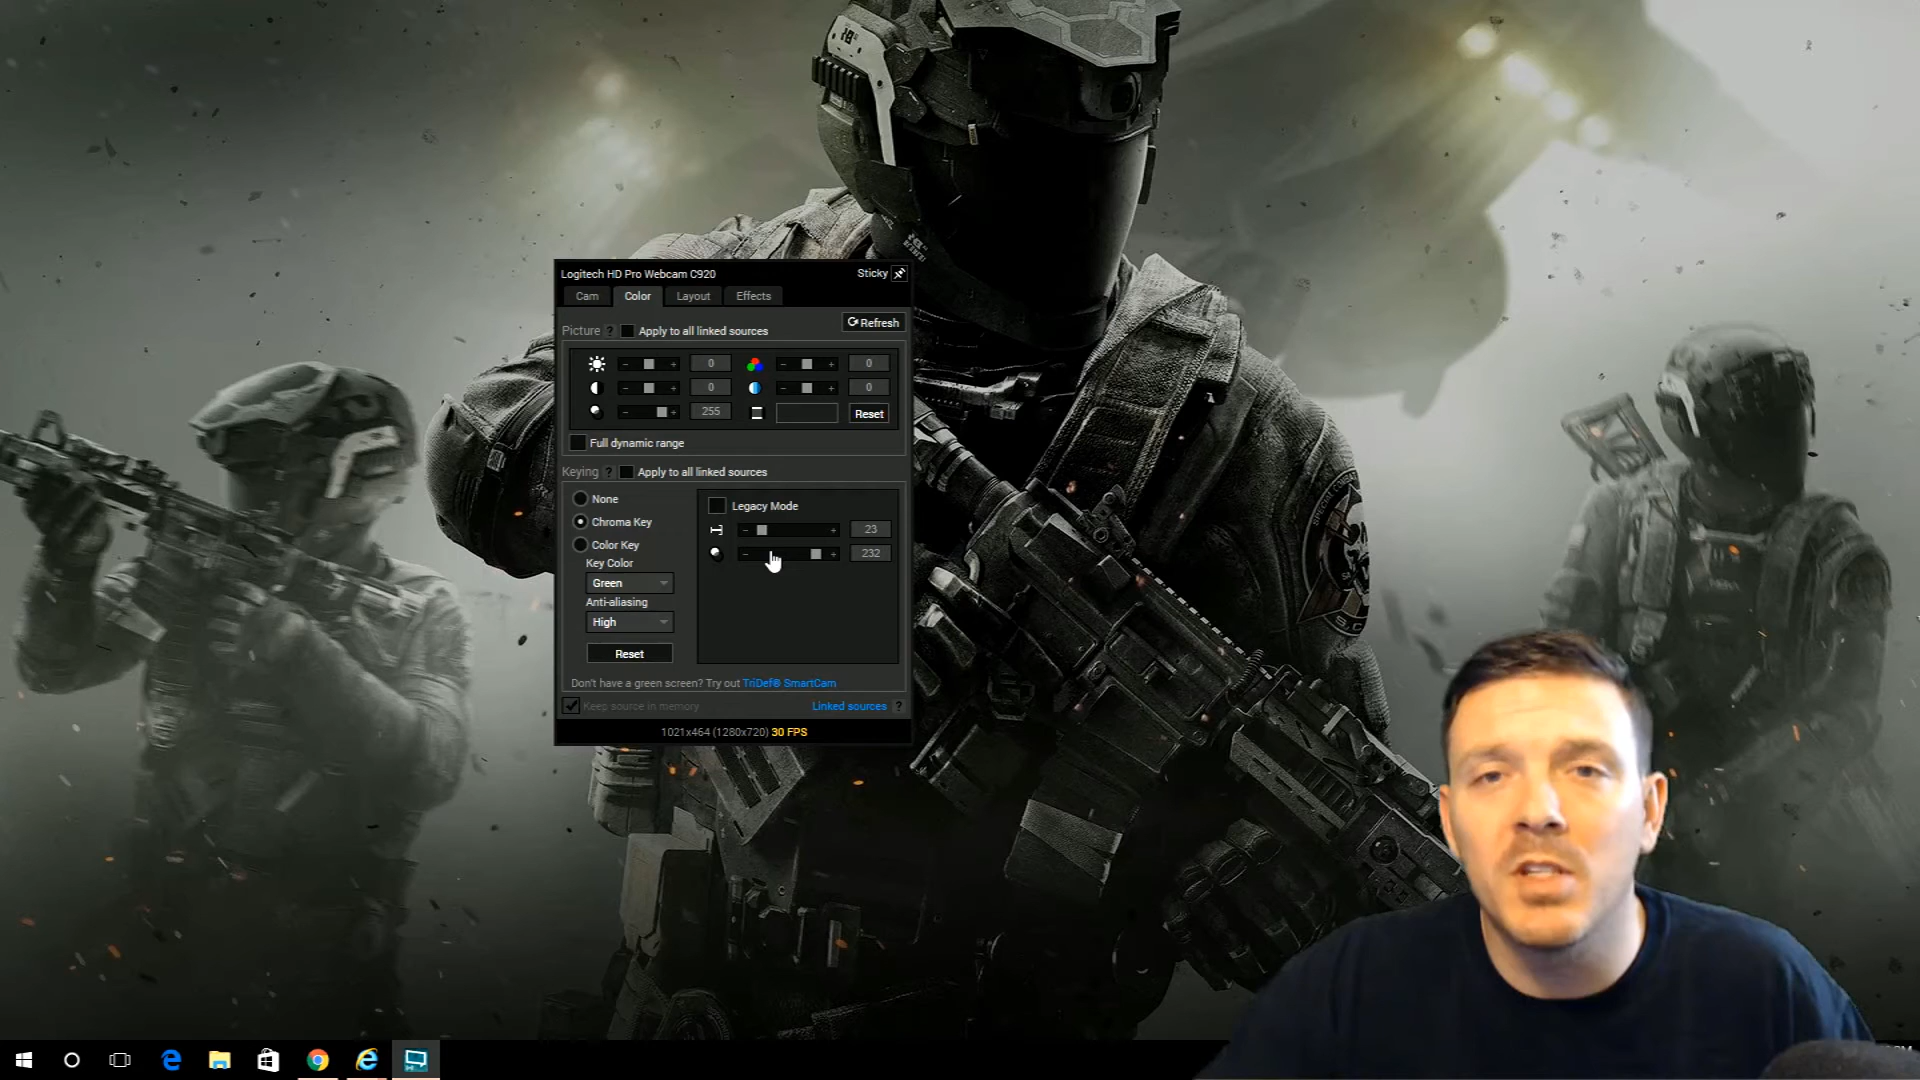 Logitech HD Pro Webcam C920
Sticky
Cam Color Layout Effects
Picture ? Apply to all linked sources
Refresh
0 0
0 0
255 Reset
Full dynamic range
Keying ? Apply to all linked sources
None
Chroma Key
Color Key
Key Color
Green
Anti-aliasing
High
Reset
Legacy Mode
23
232
Don't have a green screen? Try out TriDef® SmartCam
Keep source in memory
Linked sources ?
1021x464 (1280x720) 30 FPS